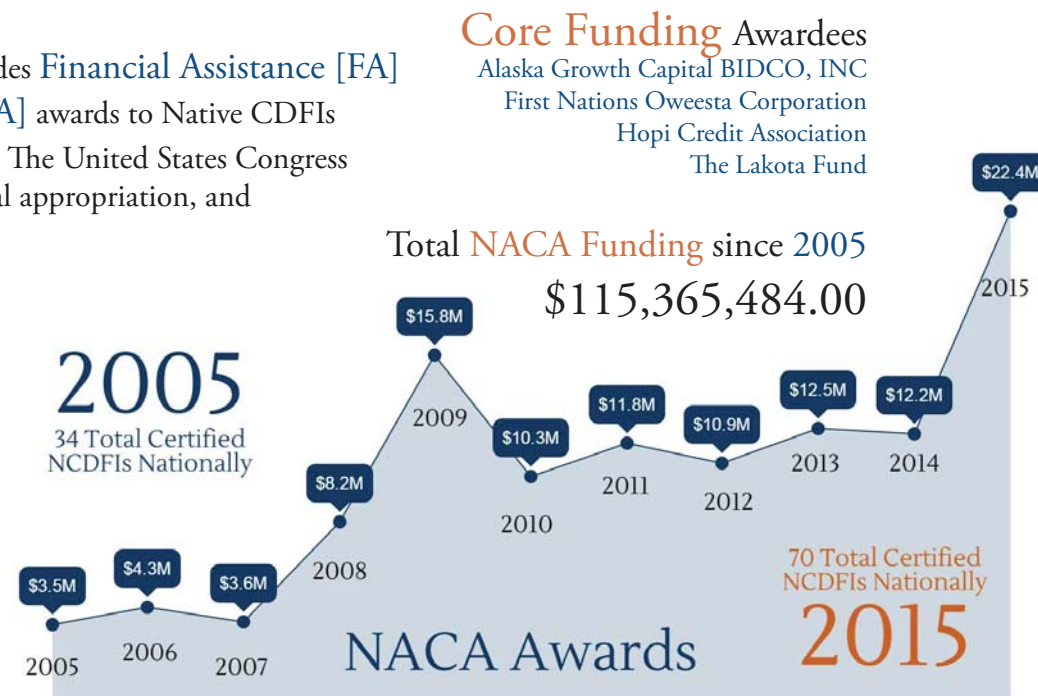 Core Funding Awardees
Alaska Growth Capital BIDCO, INC
First Nations Oweesta Corporation
Hopi Credit Association
The Lakota Fund
Financial Assistance [FA]
awards to Native CDFIs
The United States Congress
appropriation, and
Total NACA Funding since 2005
$115,365,484.00
2005
34 Total Certified
NCDFIs Nationally
$3.5M
2005
$4.3M
2006
$3.6M
2007
$8.2M
2008
$15.8M
2009
$10.3M
2010
$11.8M
2011
$10.9M
2012
$12.5M
2013
$12.2M
2014
$22.4M
2015
70 Total Certified
NCDFIs Nationally
2015
NACA Awards